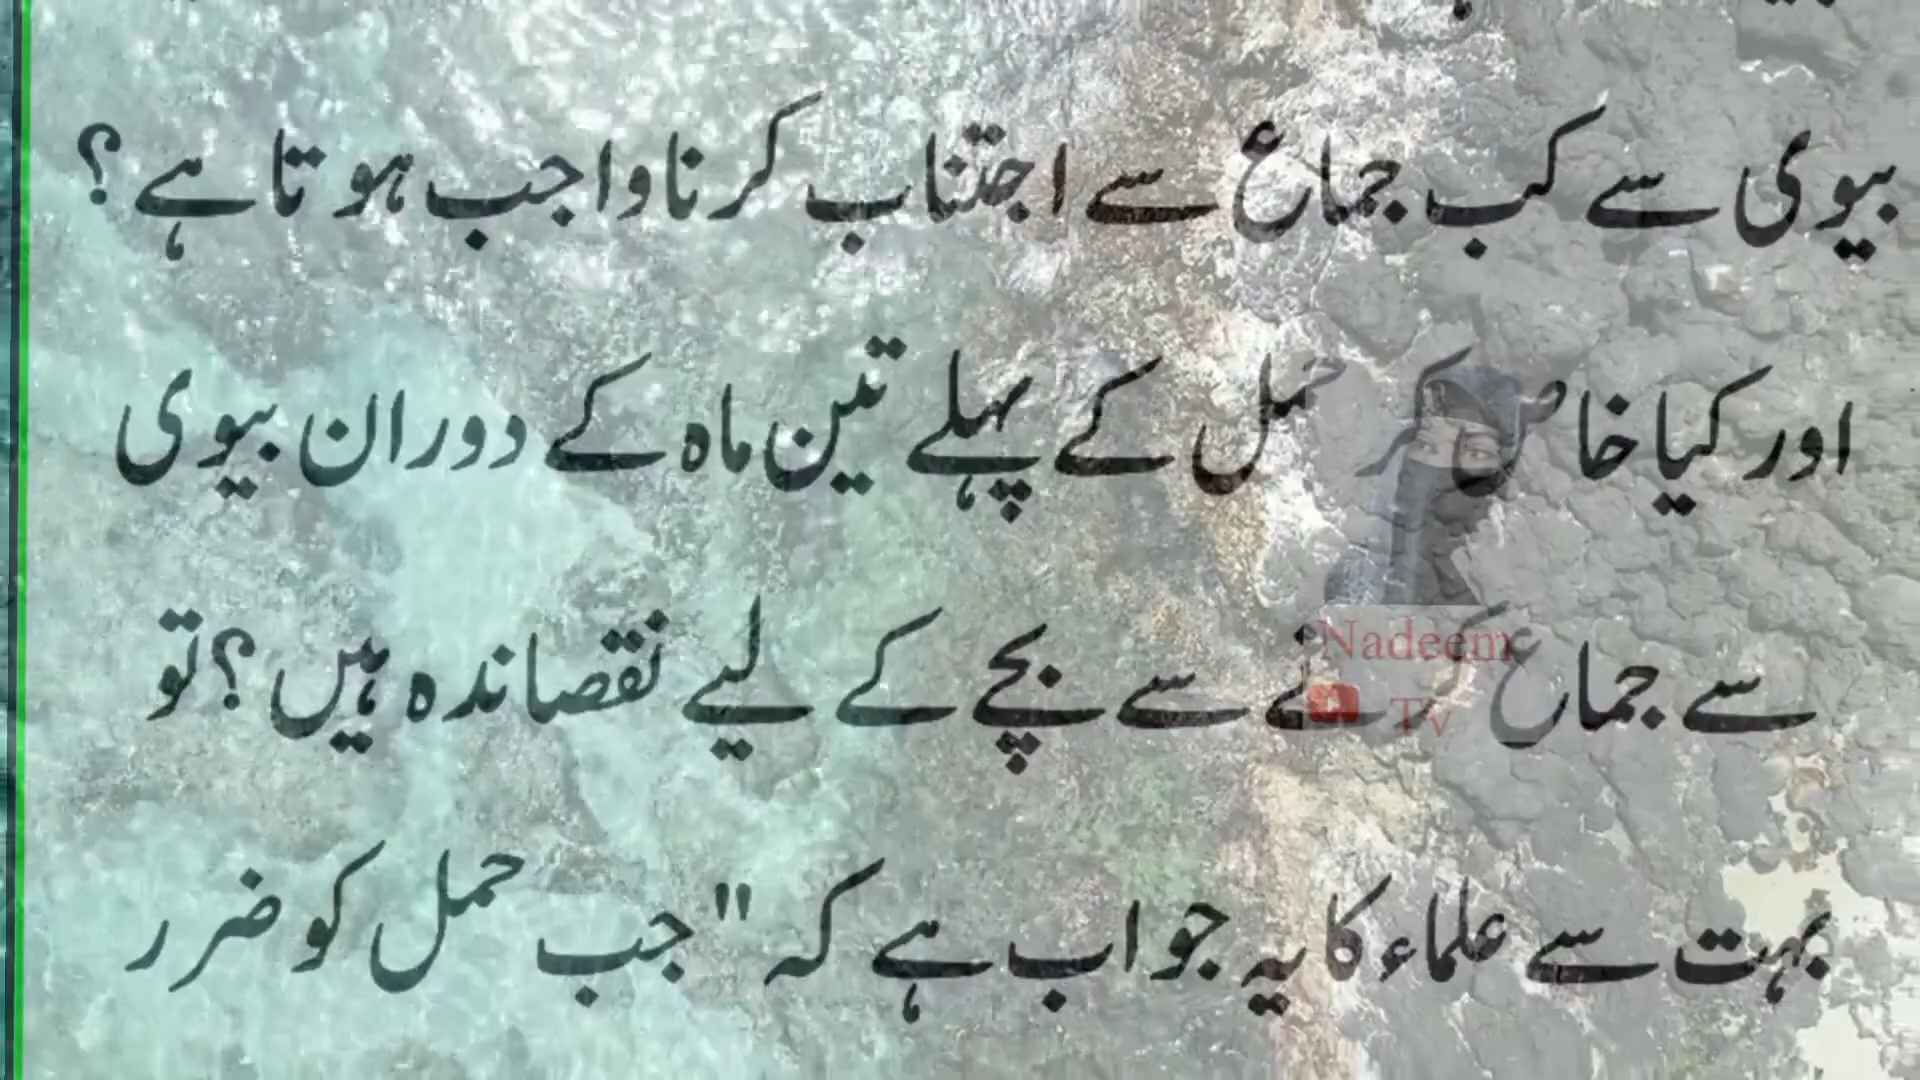 بیوی سے کب جماع سے اجتناب کرنا واجب ہوتا ہے؟
اور کیا خاص کر حمل کے پہلے تین ماہ کے دوران بیوی
سے جماع کرنے سے بچے کے لیے نقصاندہ ہیں؟ تو
بہت سے علماء کا یہ جواب ہے کہ "جب حمل کو ضرر
Nadeem
Tv